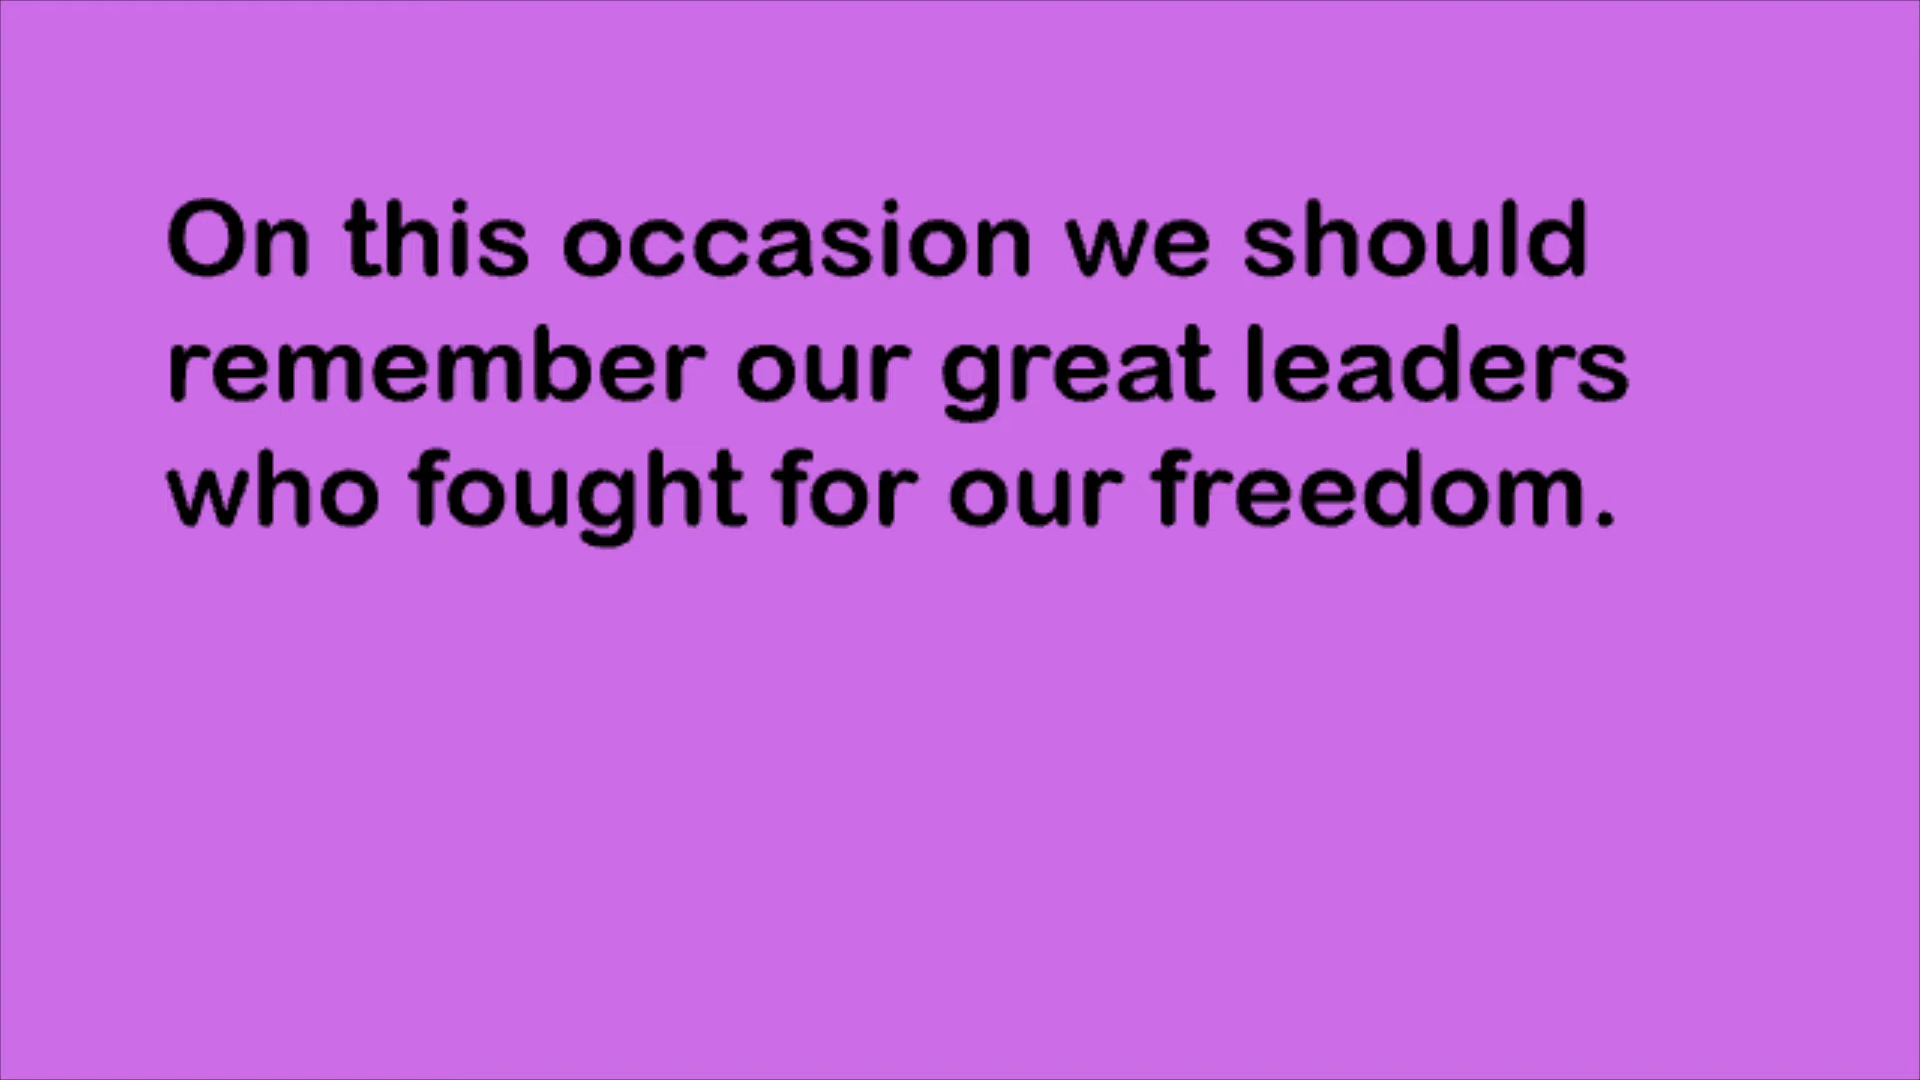 On this occasion we should
remember our great leaders
who fought for our freedom.